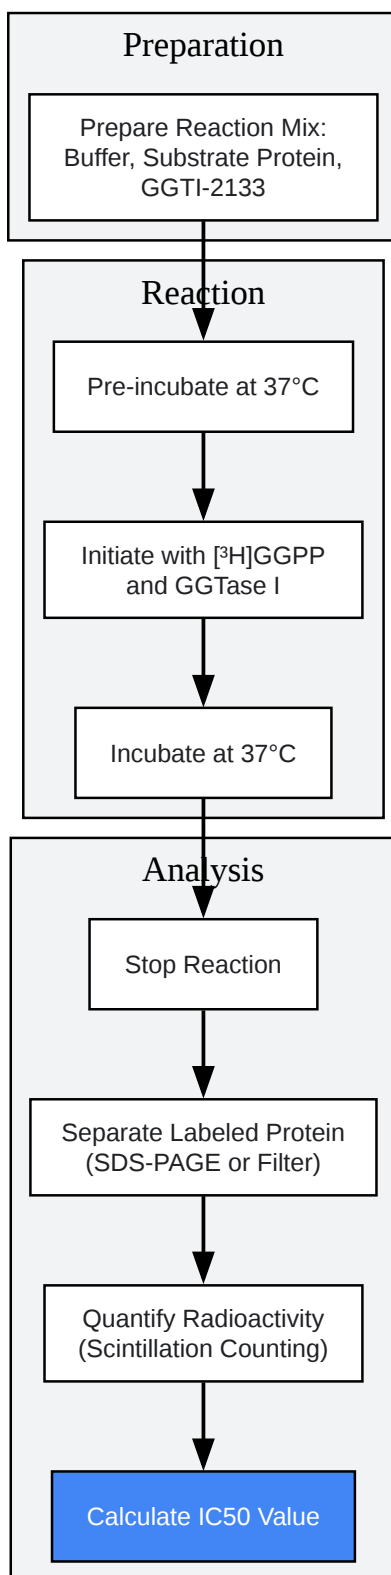 Preparation
Prepare Reaction Mix:
Buffer, Substrate Protein,
GGTI-2133
Reaction
Pre-incubate at 37°C
Initiate with [³H]GGPP
and GGTase I
Incubate at 37°C
Analysis
Stop Reaction
Separate Labeled Protein
(SDS-PAGE or Filter)
Quantify Radioactivity
(Scintillation Counting)
Calculate IC50 Value